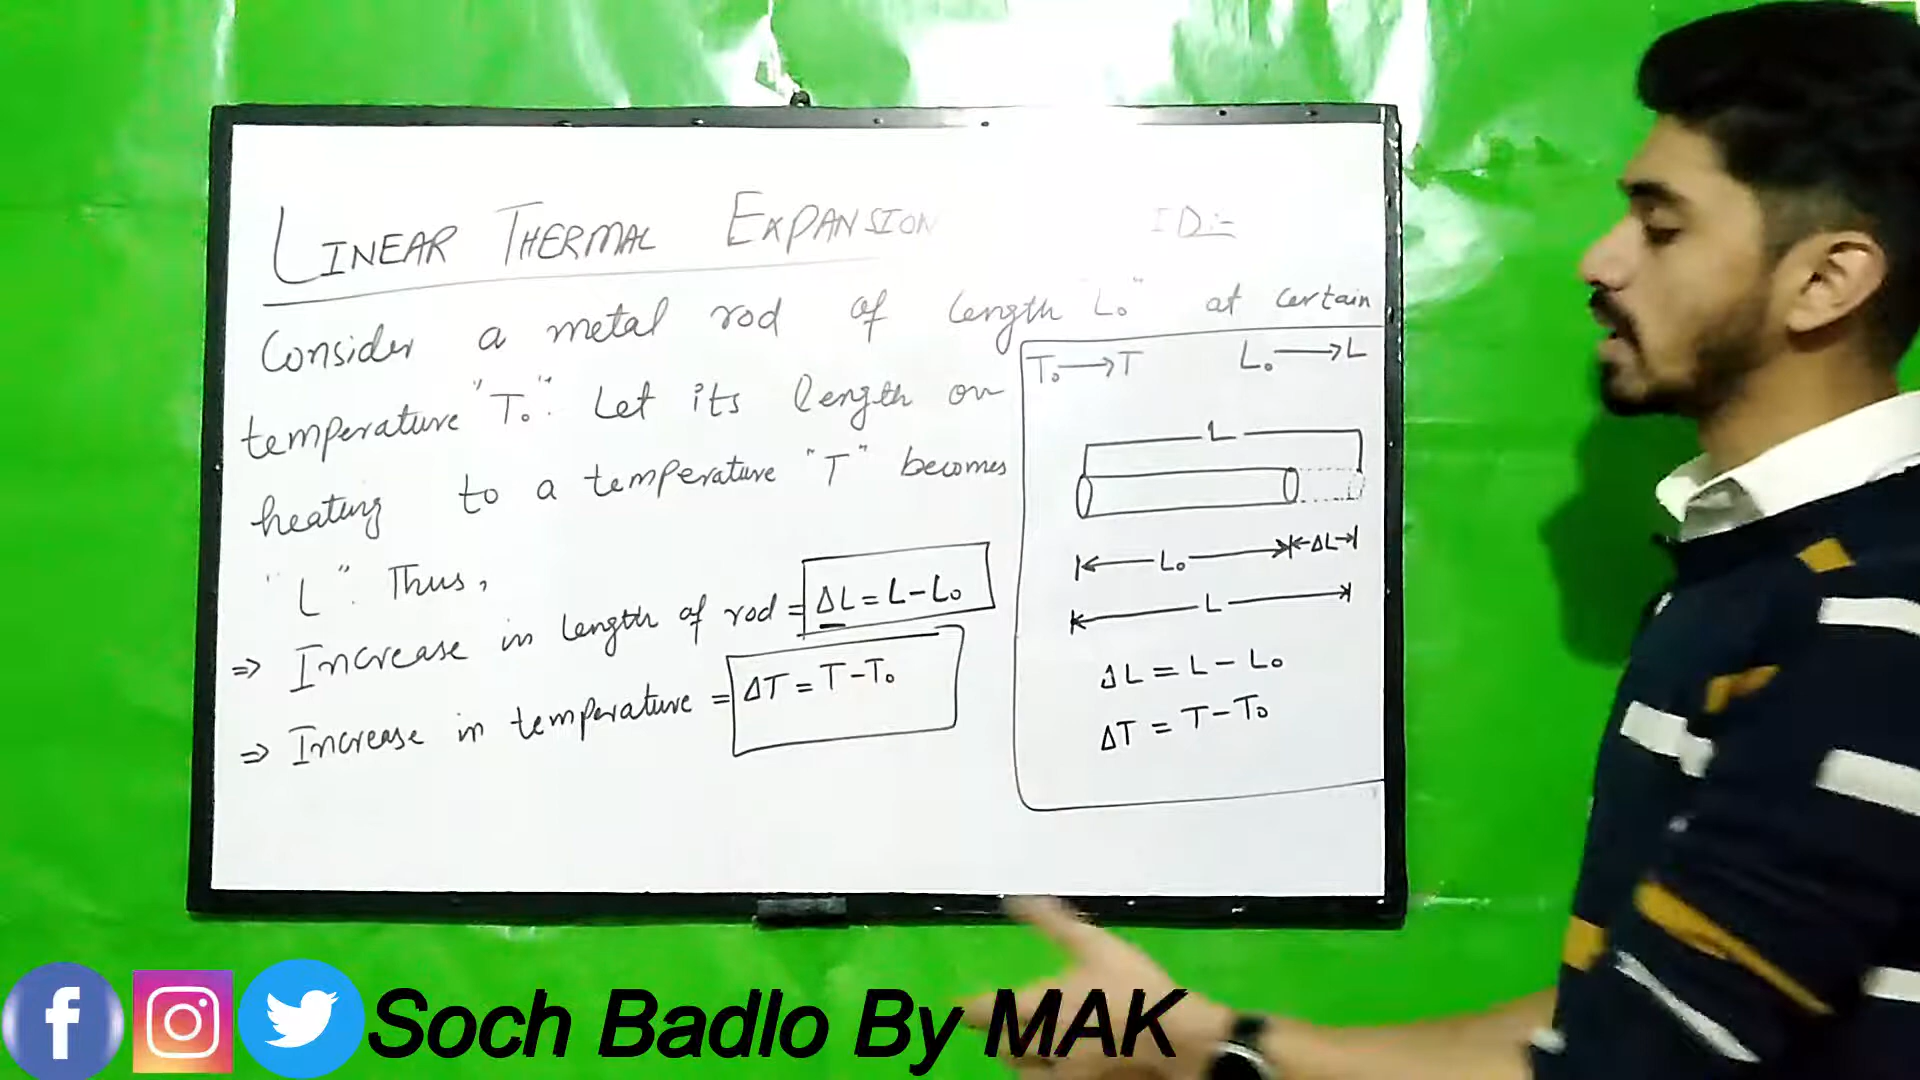 LINEAR THERMAL EXPANSION ID:-
Consider a metal rod of length "L₀" at certain
temperature "T₀". Let its length on
heating to a temperature "T" becomes
"L". Thus,
⇒ Increase in length of rod = ΔL = L - L₀
⇒ Increase in temperature = ΔT = T - T₀
T₀ → T L₀ → L
L
L₀ ΔL
L
ΔL = L - L₀
ΔT = T - T₀
f
Soch Badlo By MAK